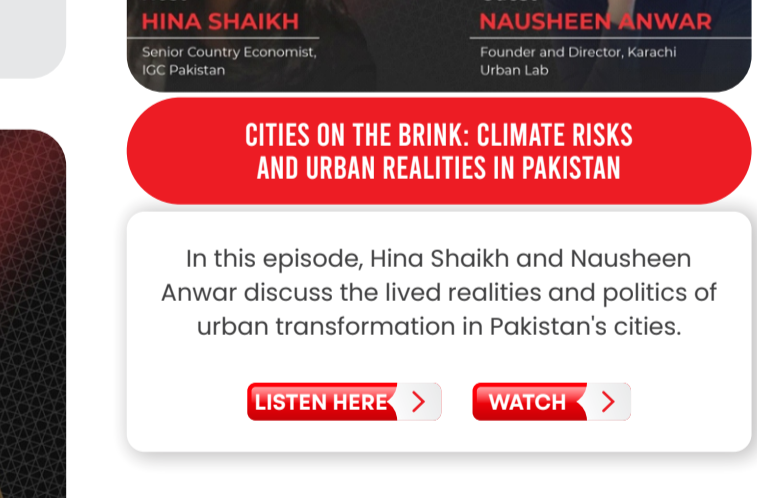 HINA SHAIKH
Senior Country Economist,
IGC Pakistan
NAUSHEEN ANWAR
Founder and Director, Karachi
Urban Lab
CITIES ON THE BRINK: CLIMATE RISKS
AND URBAN REALITIES IN PAKISTAN
In this episode, Hina Shaikh and Nausheen
Anwar discuss the lived realities and politics of
urban transformation in Pakistan's cities.
LISTEN HERE
WATCH